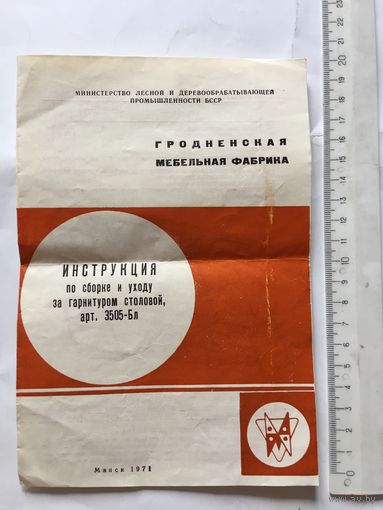 МИНИСТЕРСТВО ЛЕСНОЙ И ДЕРЕВООБРАБАТЫВАЮЩЕЙ
ПРОМЫШЛЕННОСТИ БССР
ГРОДНЕНСКАЯ
МЕБЕЛЬНАЯ ФАБРИКА
ИНСТРУКЦИЯ
по сборке и уходу
за гарнитуром столовой,
арт. 3505-Бл
Минск 1971